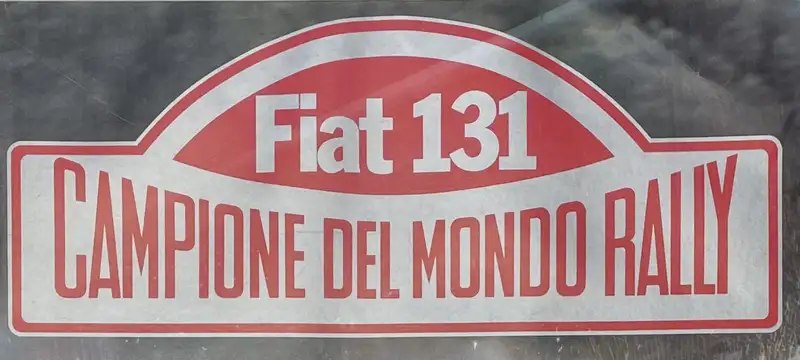 Fiat 131
CAMPIONE DEL MONDO RALLY